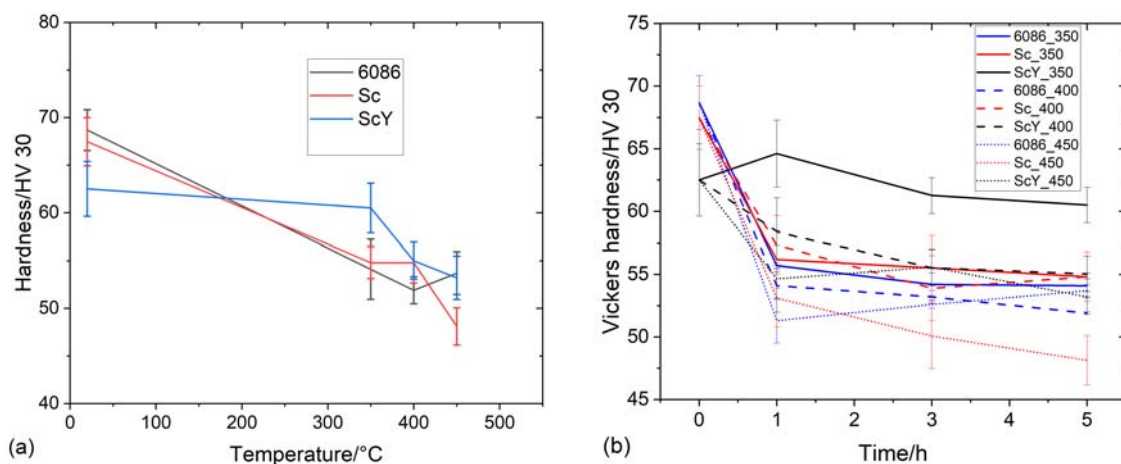 80
70
60
50
40
Hardness/HV 30
6086
Sc
ScY
0
100
200
300
400
500
Temperature/°C
(a)
75
70
65
60
55
50
45
Vickers hardness/HV 30
6086_350
Sc_350
ScY_350
6086_400
Sc_400
ScY_400
6086_450
Sc_450
ScY_450
0
1
2
3
4
5
Time/h
(b)